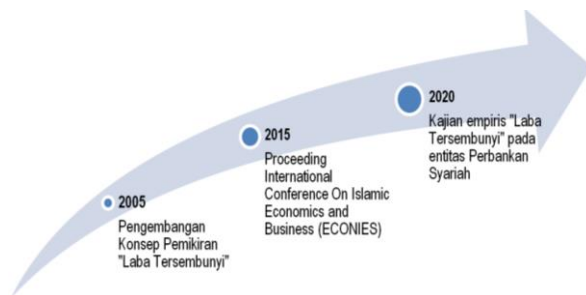 2005
Pengembangan
Konsep Pemikiran
"Laba Tersembunyi"
2015
Proceeding
International
Conference On Islamic
Economics and
Business (ECONIES)
2020
Kajian empiris "Laba
Tersembunyi" pada
entitas Perbankan
Syariah